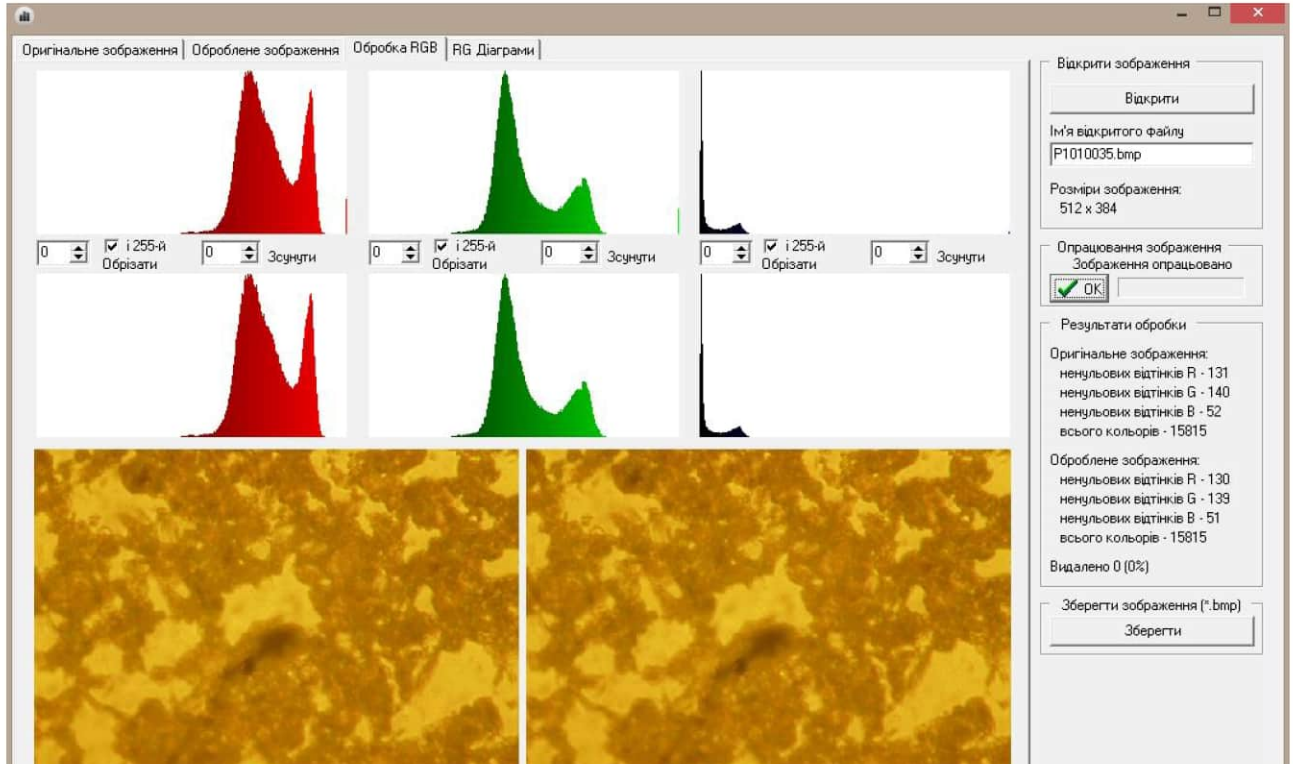 Оригінальне зображення
Оброблене зображення
Обробка RGB
RG Діаграми
0
і 255-й
Обрізати
0
Зсунути
0
і 255-й
Обрізати
0
Зсунути
0
і 255-й
Обрізати
0
Зсунути
Відкрити зображення
Відкрити
Ім'я відкритого файлу
P1010035.bmp
Розміри зображення:
512 x 384
Опрацювання зображення
Зображення опрацьовано
OK
Результати обробки
Оригінальне зображення:
ненульових відтінків R - 131
ненульових відтінків G - 140
ненульових відтінків B - 52
всього кольорів - 15815
Оброблене зображення:
ненульових відтінків R - 130
ненульових відтінків G - 139
ненульових відтінків B - 51
всього кольорів - 15815
Видалено 0 (0%)
Зберегти зображення (*.bmp)
Зберегти